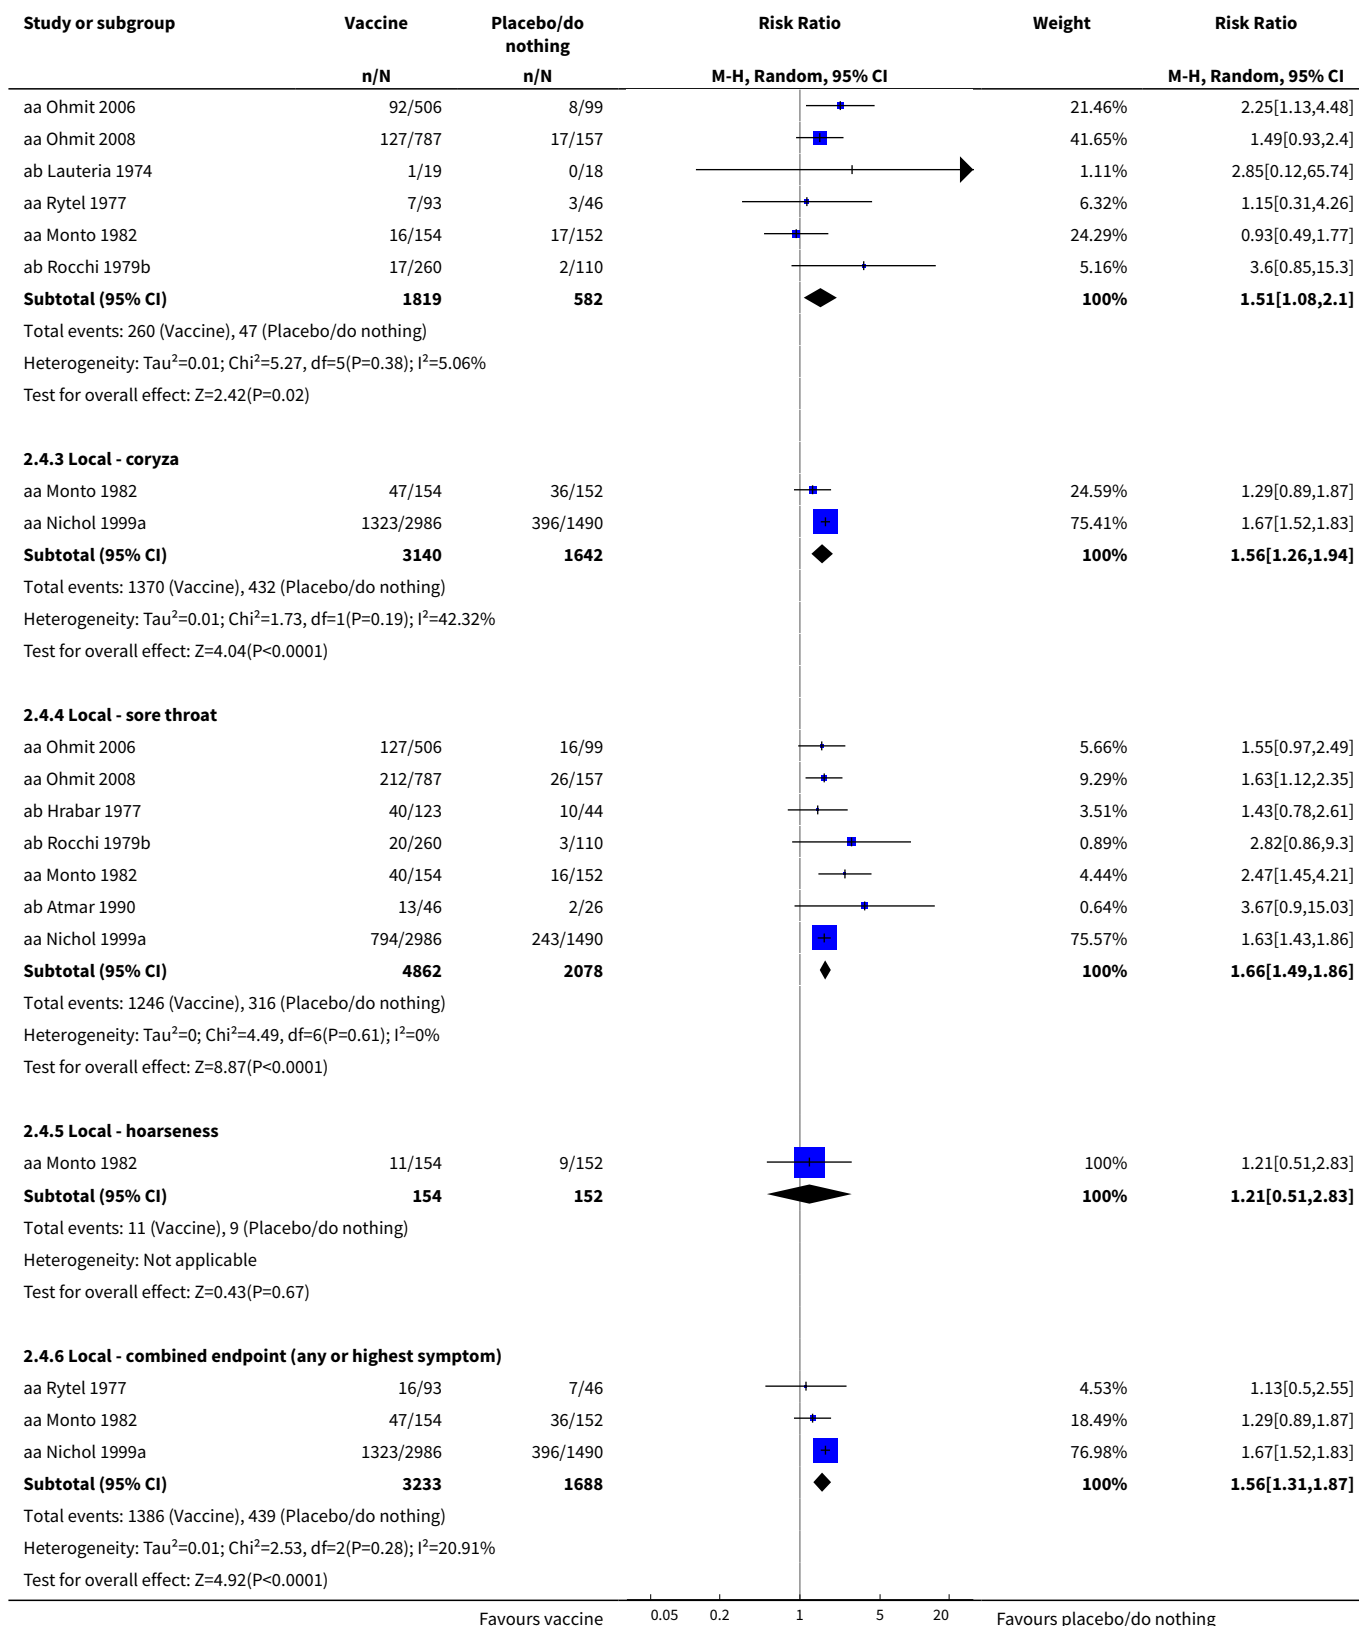 Study or subgroup Vaccine Placebo/do nothing Risk Ratio Weight Risk Ratio
n/N n/N M-H, Random, 95% CI M-H, Random, 95% CI
aa Ohmit 2006 92/506 8/99 21.46% 2.25[1.13,4.48]
aa Ohmit 2008 127/787 17/157 41.65% 1.49[0.93,2.4]
ab Lauteria 1974 1/19 0/18 1.11% 2.85[0.12,65.74]
aa Rytel 1977 7/93 3/46 6.32% 1.15[0.31,4.26]
aa Monto 1982 16/154 17/152 24.29% 0.93[0.49,1.77]
ab Rocchi 1979b 17/260 2/110 5.16% 3.6[0.85,15.3]
Subtotal (95% CI) 1819 582 100% 1.51[1.08,2.1]
Total events: 260 (Vaccine), 47 (Placebo/do nothing)
Heterogeneity: Tau²=0.01; Chi²=5.27, df=5(P=0.38); I²=5.06%
Test for overall effect: Z=2.42(P=0.02)
2.4.3 Local - coryza
aa Monto 1982 47/154 36/152 24.59% 1.29[0.89,1.87]
aa Nichol 1999a 1323/2986 396/1490 75.41% 1.67[1.52,1.83]
Subtotal (95% CI) 3140 1642 100% 1.56[1.26,1.94]
Total events: 1370 (Vaccine), 432 (Placebo/do nothing)
Heterogeneity: Tau²=0.01; Chi²=1.73, df=1(P=0.19); I²=42.32%
Test for overall effect: Z=4.04(P<0.0001)
2.4.4 Local - sore throat
aa Ohmit 2006 127/506 16/99 5.66% 1.55[0.97,2.49]
aa Ohmit 2008 212/787 26/157 9.29% 1.63[1.12,2.35]
ab Hrabar 1977 40/123 10/44 3.51% 1.43[0.78,2.61]
ab Rocchi 1979b 20/260 3/110 0.89% 2.82[0.86,9.3]
aa Monto 1982 40/154 16/152 4.44% 2.47[1.45,4.21]
ab Atmar 1990 13/46 2/26 0.64% 3.67[0.9,15.03]
aa Nichol 1999a 794/2986 243/1490 75.57% 1.63[1.43,1.86]
Subtotal (95% CI) 4862 2078 100% 1.66[1.49,1.86]
Total events: 1246 (Vaccine), 316 (Placebo/do nothing)
Heterogeneity: Tau²=0; Chi²=4.49, df=6(P=0.61); I²=0%
Test for overall effect: Z=8.87(P<0.0001)
2.4.5 Local - hoarseness
aa Monto 1982 11/154 9/152 100% 1.21[0.51,2.83]
Subtotal (95% CI) 154 152 100% 1.21[0.51,2.83]
Total events: 11 (Vaccine), 9 (Placebo/do nothing)
Heterogeneity: Not applicable
Test for overall effect: Z=0.43(P=0.67)
2.4.6 Local - combined endpoint (any or highest symptom)
aa Rytel 1977 16/93 7/46 4.53% 1.13[0.5,2.55]
aa Monto 1982 47/154 36/152 18.49% 1.29[0.89,1.87]
aa Nichol 1999a 1323/2986 396/1490 76.98% 1.67[1.52,1.83]
Subtotal (95% CI) 3233 1688 100% 1.56[1.31,1.87]
Total events: 1386 (Vaccine), 439 (Placebo/do nothing)
Heterogeneity: Tau²=0.01; Chi²=2.53, df=2(P=0.28); I²=20.91%
Test for overall effect: Z=4.92(P<0.0001)
Favours vaccine 0.05 0.2 1 5 20 Favours placebo/do nothing